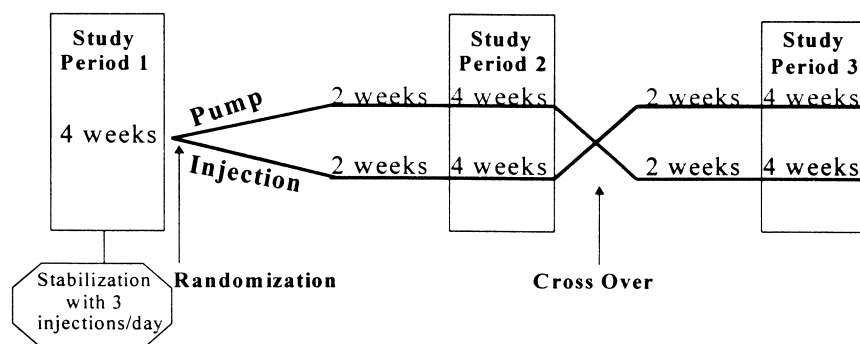 Study
Period 1
4 weeks
Pump
Injection
2 weeks
2 weeks
Study
Period 2
4 weeks
4 weeks
2 weeks
2 weeks
Study
Period 3
4 weeks
4 weeks
Stabilization
with 3
injections/day
Randomization
Cross Over